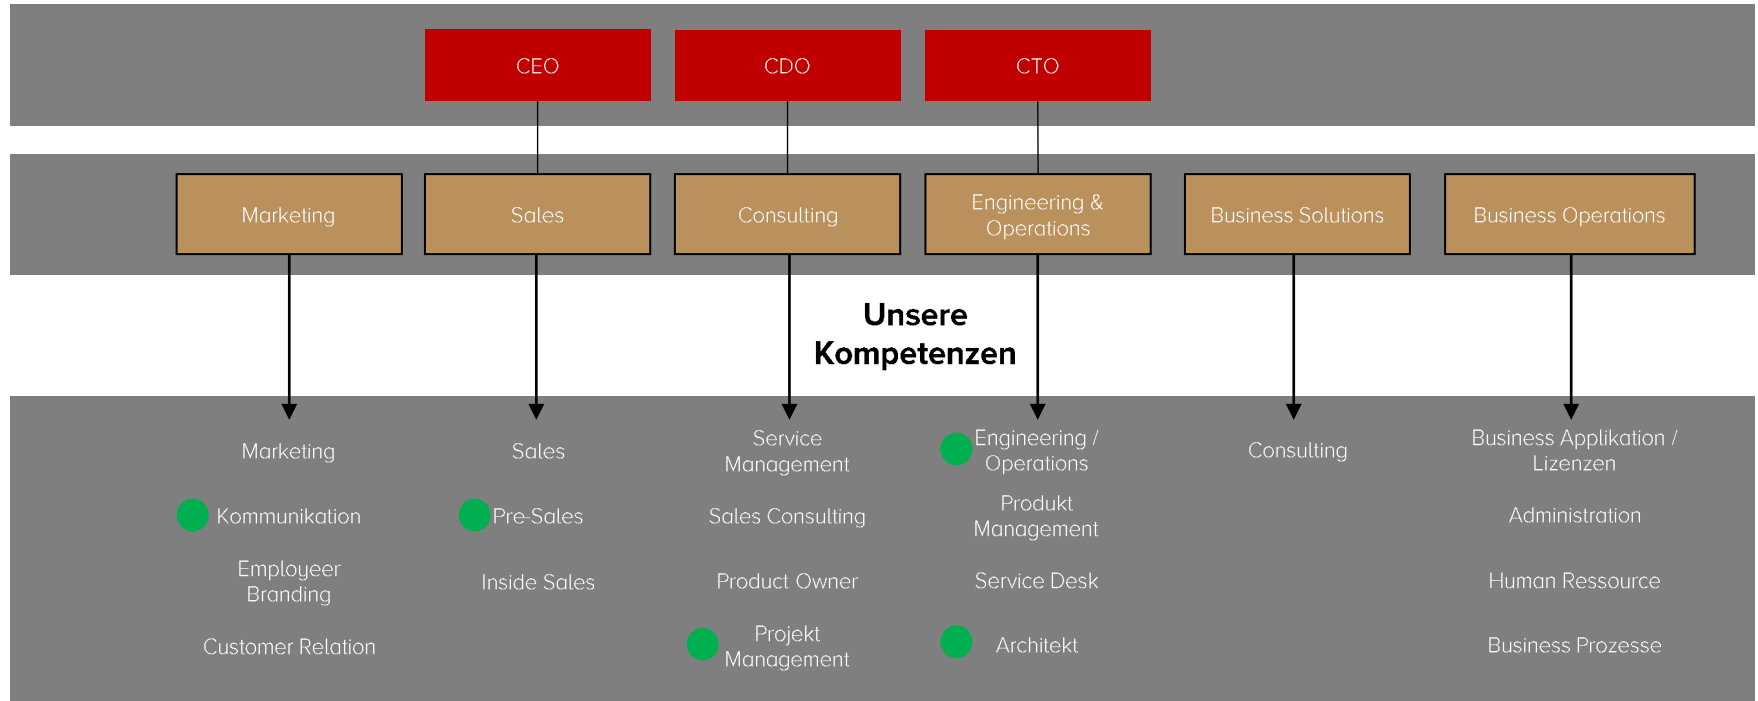 CEO
CDO
CTO
Marketing
Sales
Consulting
Engineering &
Operations
Business Solutions
Business Operations
Unsere
Kompetenzen
Marketing
Kommunikation
Employeer
Branding
Customer Relation
Sales
Pre-Sales
Inside Sales
Service
Management
Sales Consulting
Product Owner
Projekt
Management
Engineering /
Operations
Produkt
Management
Service Desk
Architekt
Consulting
Business Applikation /
Lizenzen
Administration
Human Ressource
Business Prozesse